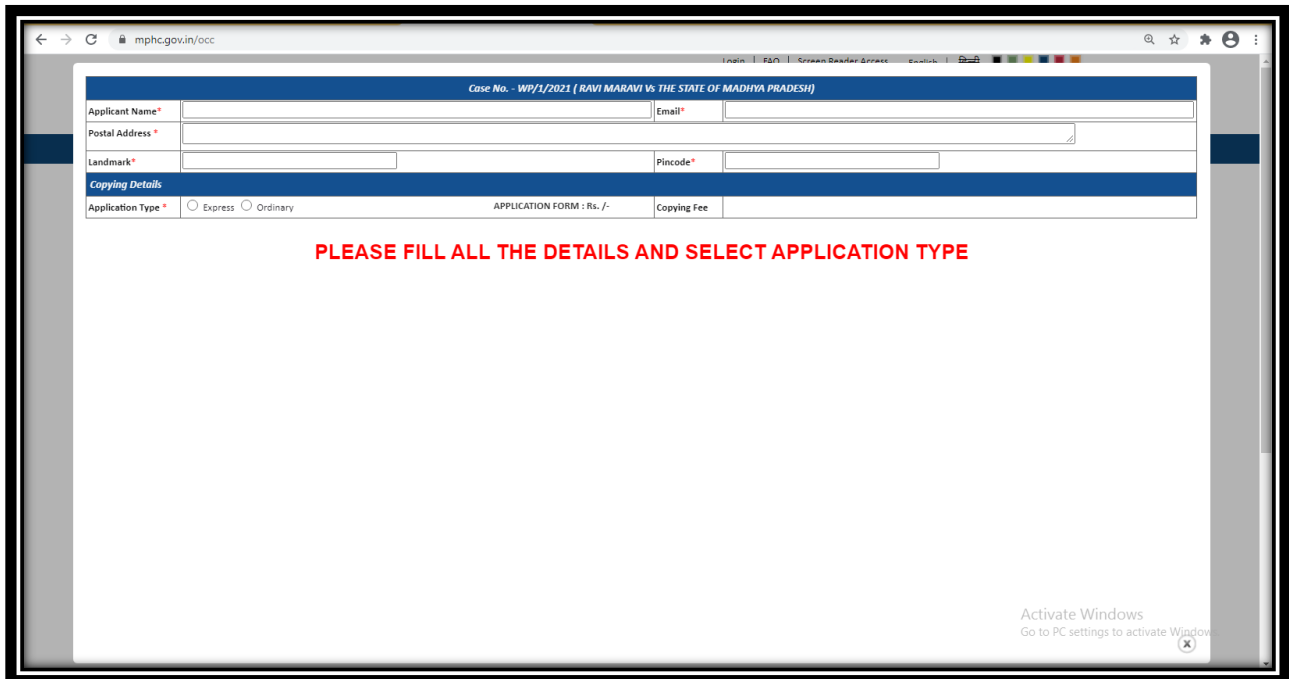 mphc.gov.in/occ
Login | FAQ | Screen Reader Access English |
Case No. - WP/1/2021 ( RAVI MARAVI Vs THE STATE OF MADHYA PRADESH)
Applicant Name* Email*
Postal Address *
Landmark* Pincode*
Copying Details
Application Type * Express Ordinary APPLICATION FORM : Rs. /- Copying Fee
PLEASE FILL ALL THE DETAILS AND SELECT APPLICATION TYPE
Activate Windows
Go to PC settings to activate Windows.
X